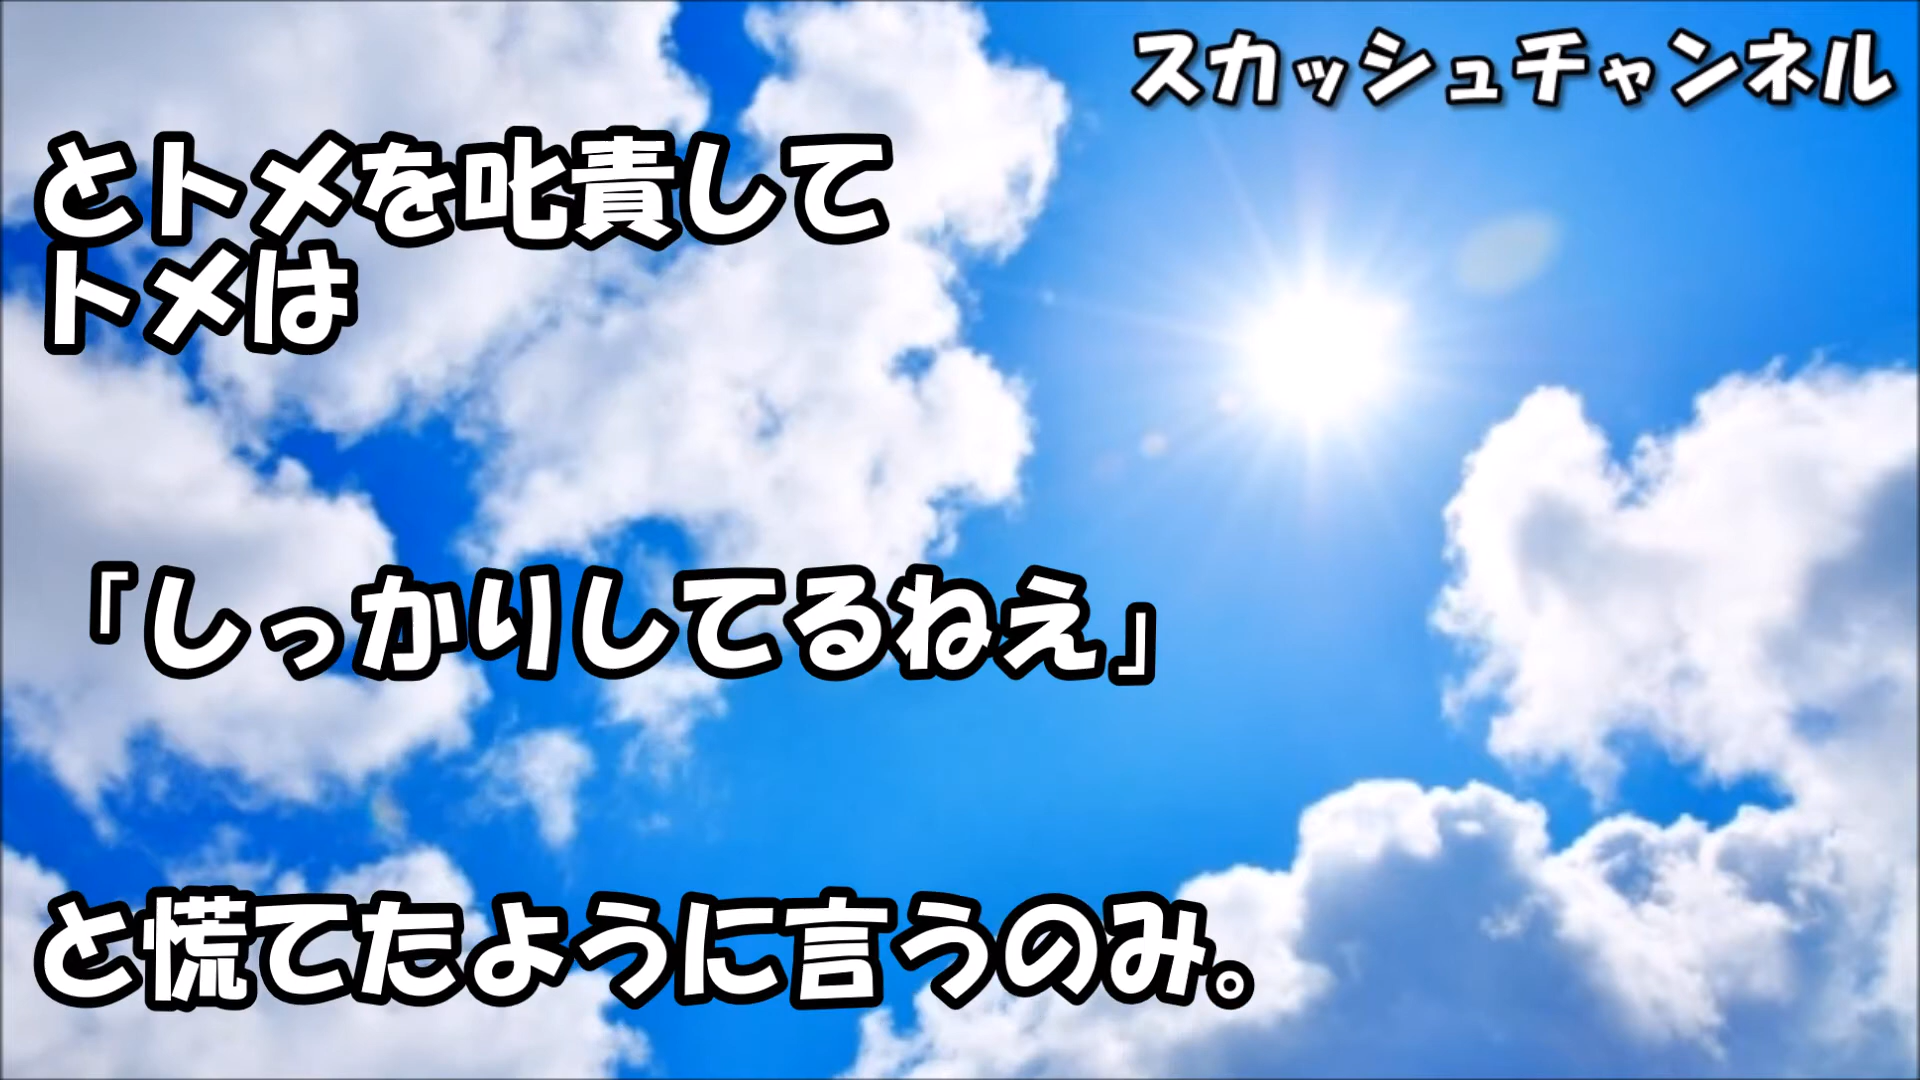 スカッシュチャンネル
とトメを叱責して
トメは
『しっかりしてるねえ』
と慌てたように言うのみ。